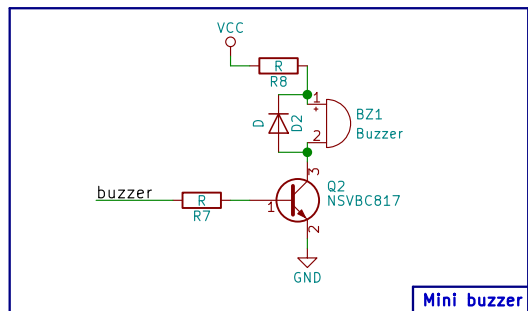 VCC
R
R8
1
+
D
D2
BZ1
2
Buzzer
3
Q2
NSVBC817
buzzer
R
R7
1
2
GND
Mini buzzer